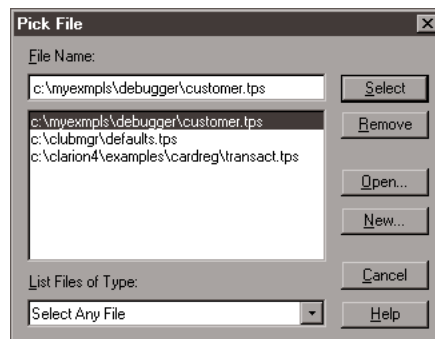 Pick File
File Name:
c:\myexmpls\debugger\customer.tps
Select
c:\myexmpls\debugger\customer.tps
c:\clubmgr\defaults.tps
c:\clarion4\examples\cardreg\transact.tps
Remove
Open...
New...
Cancel
List Files of Type:
Select Any File
Help